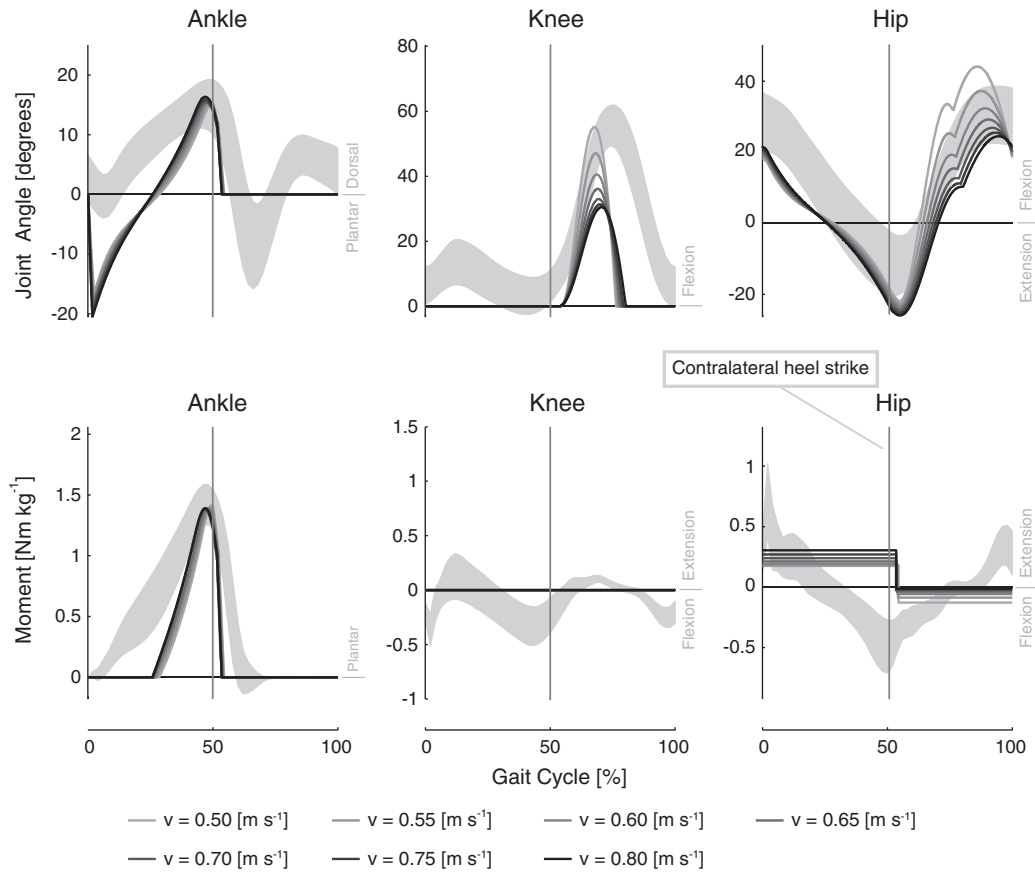 Ankle Knee Hip
Joint Angle [degrees]
20
10
0
-10
-20
Plantar Dorsal
80
60
40
20
0
Flexion
40
20
0
-20
Extension Flexion
Contralateral heel strike
Ankle Knee Hip
Moment [Nm kg-1]
2
1.5
1
0.5
0
Plantar
1.5
1
0.5
0
-0.5
-1
Flexion Extension
1
0.5
0
-0.5
Flexion Extension
0 50 100 0 50 100 0 50 100
Gait Cycle [%]
v = 0.50 [m s-1] v = 0.55 [m s-1] v = 0.60 [m s-1] v = 0.65 [m s-1]
v = 0.70 [m s-1] v = 0.75 [m s-1] v = 0.80 [m s-1]